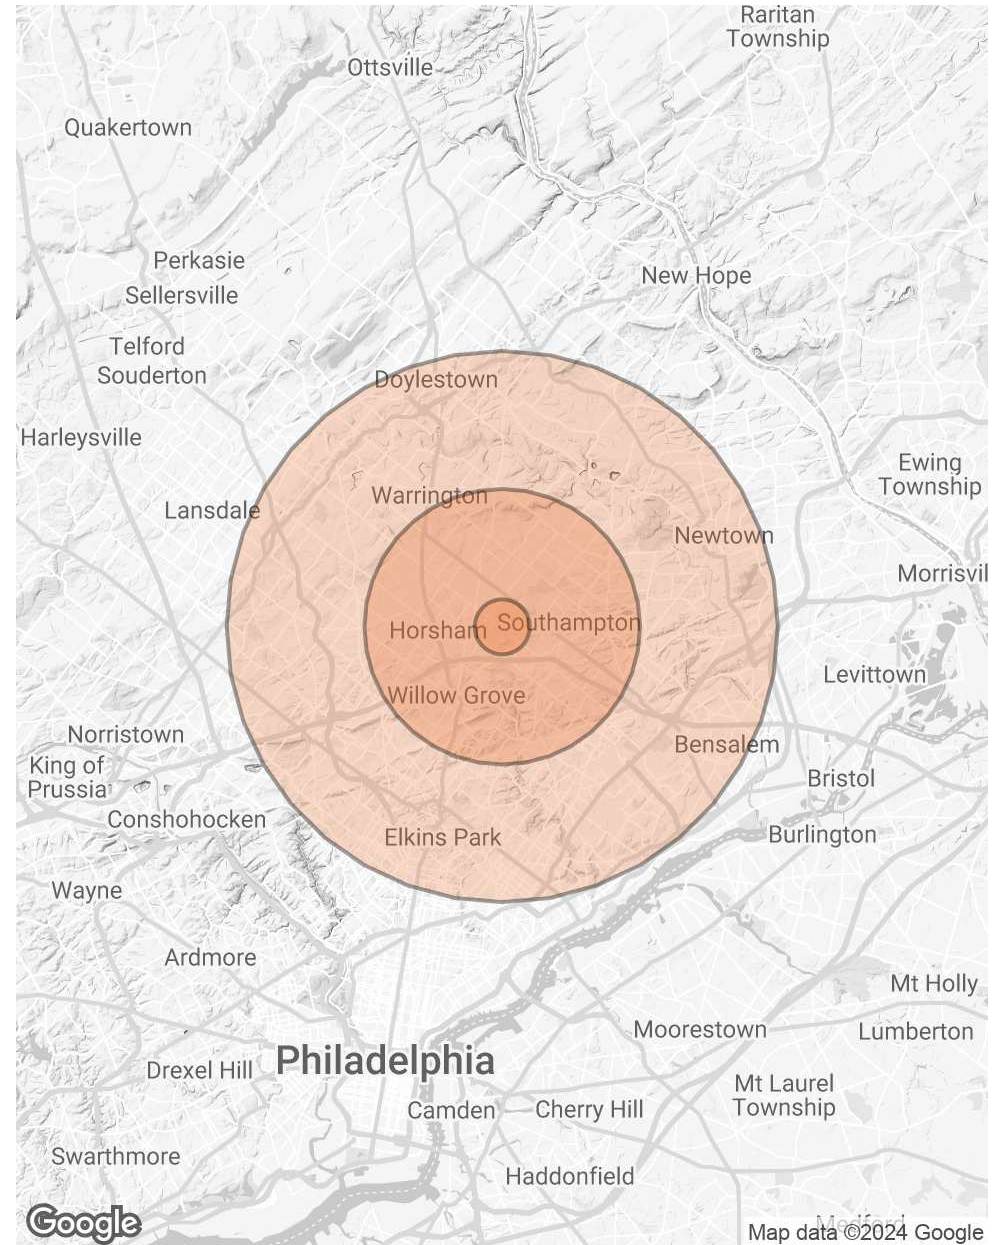 Raritan
Township
Ottsville
Quakertown
Perkasie
New Hope
Sellersville
Telford
Souderton
Doylestown
Harleysville
Ewing
Township
Warrington
Lansdale
Newtown
Morrisvil
Southampton
Horsham
Levittown
Willow Grove
Norristown
Bensalem
King of
Prussia
Bristol
Conshohocken
Burlington
Elkins Park
Wayne
Ardmore
Mt Holly
Moorestown
Lumberton
Philadelphia
Drexel Hill
Mt Laurel
Township
Camden
Cherry Hill
Swarthmore
Haddonfield
Medford
Google
Map data ©2024 Google